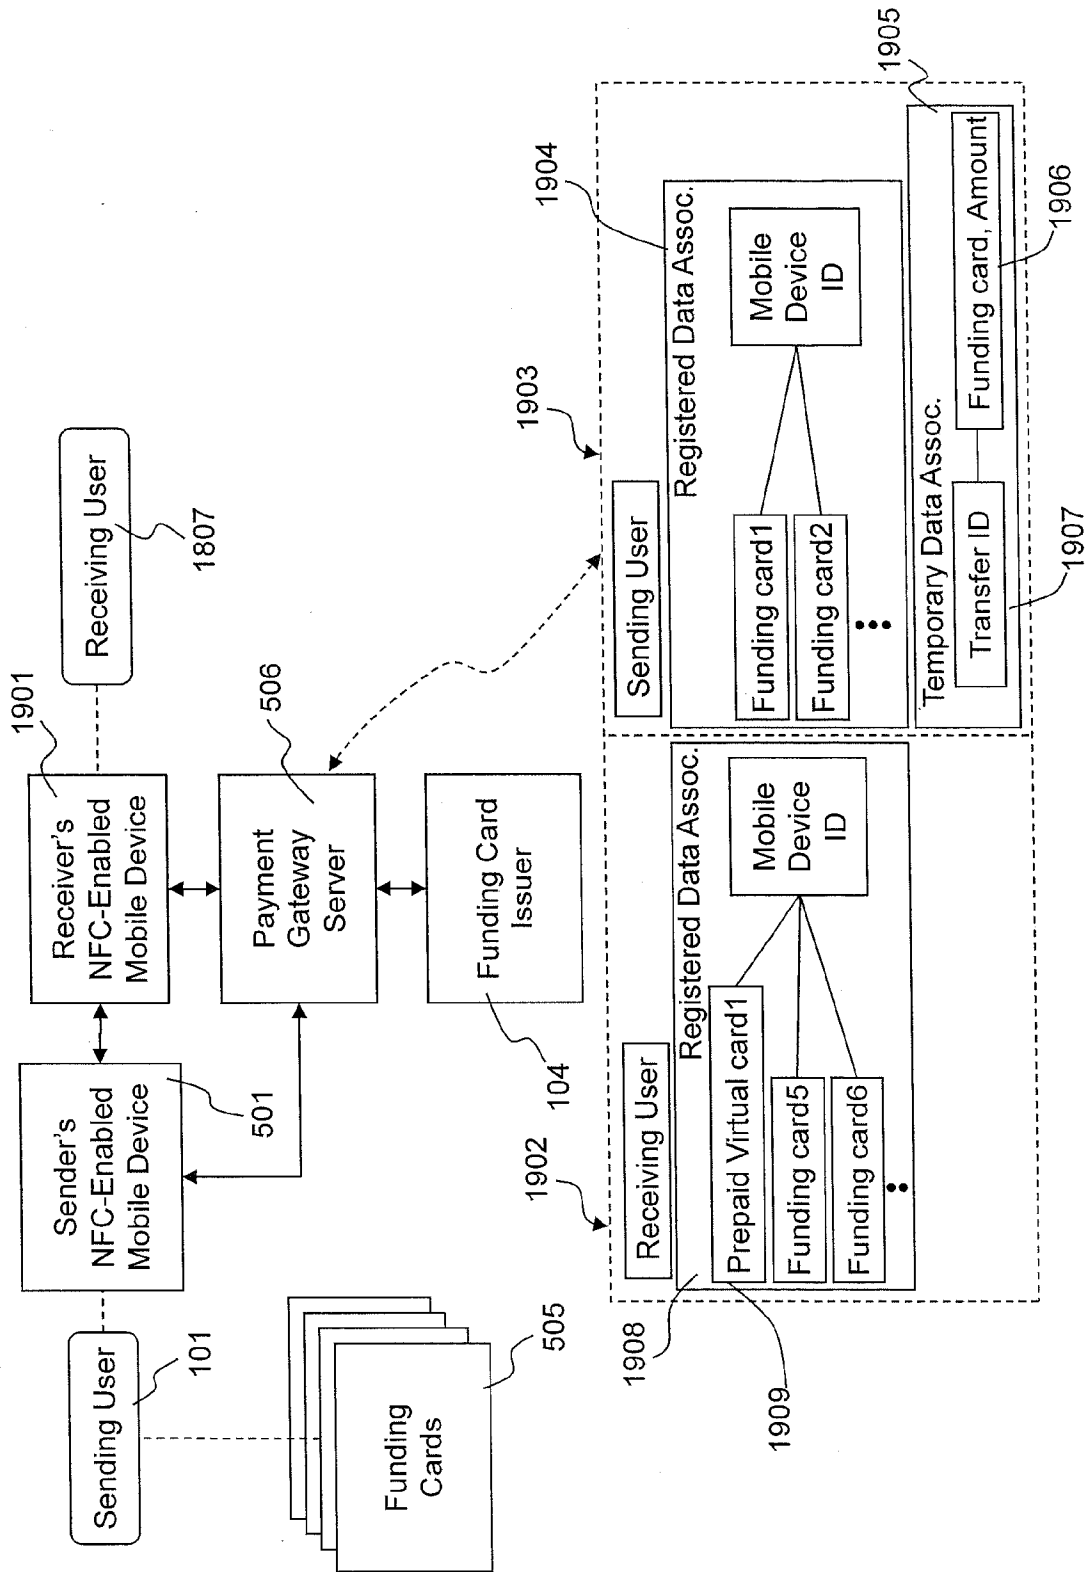 Sending User
101
Funding
Cards
505
Sender's
NFC-Enabled
Mobile Device
501
Receiver's
NFC-Enabled
Mobile Device
1901
Receiving User
1807
Payment
Gateway
Server
506
Funding Card
Issuer
104
1902
Receiving User
Registered Data Assoc.
Prepaid Virtual card1
Funding card5
Funding card6
Mobile
Device
ID
1908
1909
1903
Sending User
Registered Data Assoc.
1904
Funding card1
Funding card2
Mobile
Device
ID
Temporary Data Assoc.
1905
Transfer ID
Funding card, Amount
1907
1906